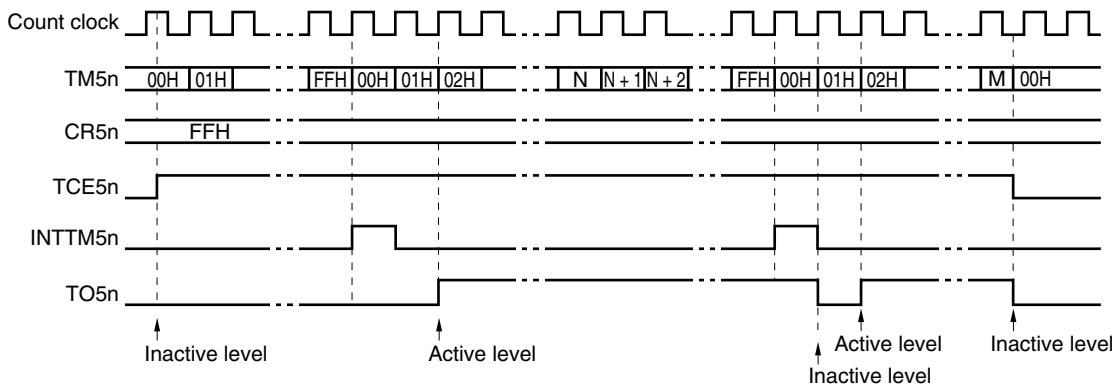 Count clock
TM5n 00H 01H FFH 00H 01H 02H N N + 1 N + 2 FFH 00H 01H 02H M 00H
CR5n FFH
TCE5n
INTTM5n
TO5n
Inactive level Active level Active level Inactive level
Inactive level